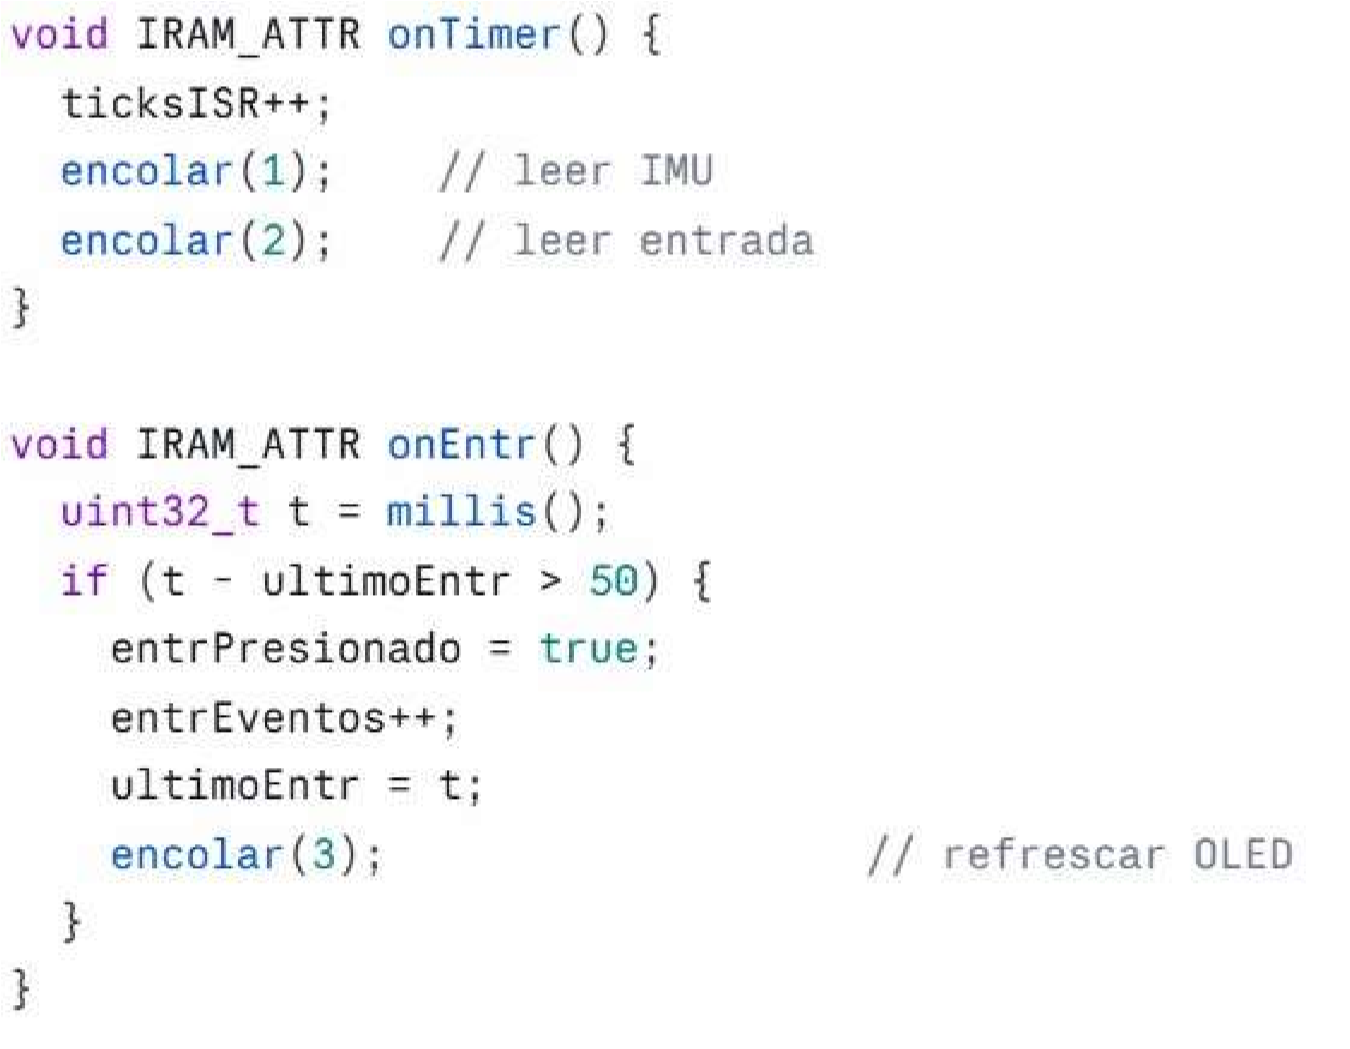 void IRAM_ATTR onTimer() {
  ticksISR++;
  encolar(1);    // leer IMU
  encolar(2);    // leer entrada
}

void IRAM_ATTR onEntr() {
  uint32_t t = millis();
  if (t - ultimoEntr > 50) {
    entrPresionado = true;
    entrEventos++;
    ultimoEntr = t;
    encolar(3);                   // refrescar OLED
  }
}